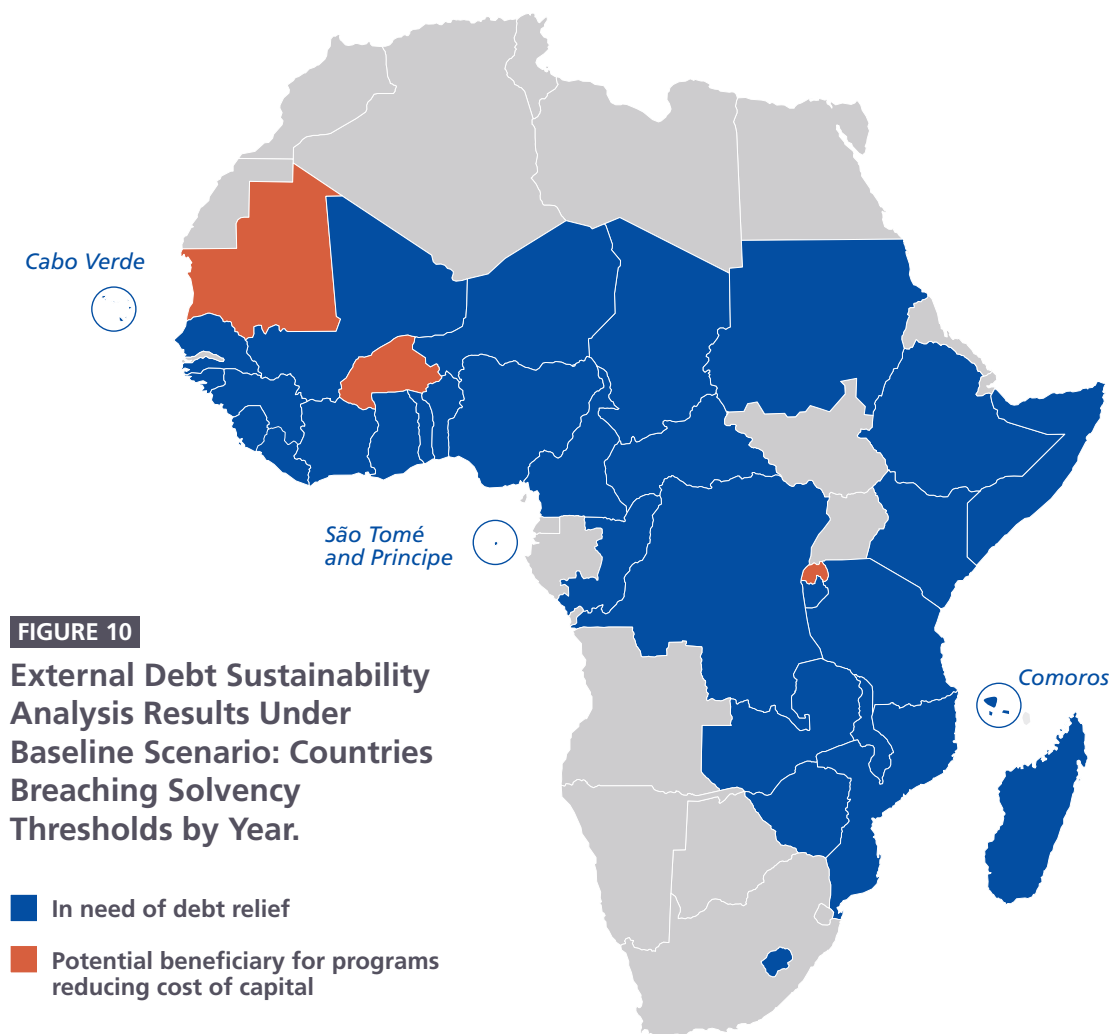 Cabo Verde
São Tomé
and Principe
Comoros
FIGURE 10
External Debt Sustainability
Analysis Results Under
Baseline Scenario: Countries
Breaching Solvency
Thresholds by Year.
In need of debt relief
Potential beneficiary for programs
reducing cost of capital